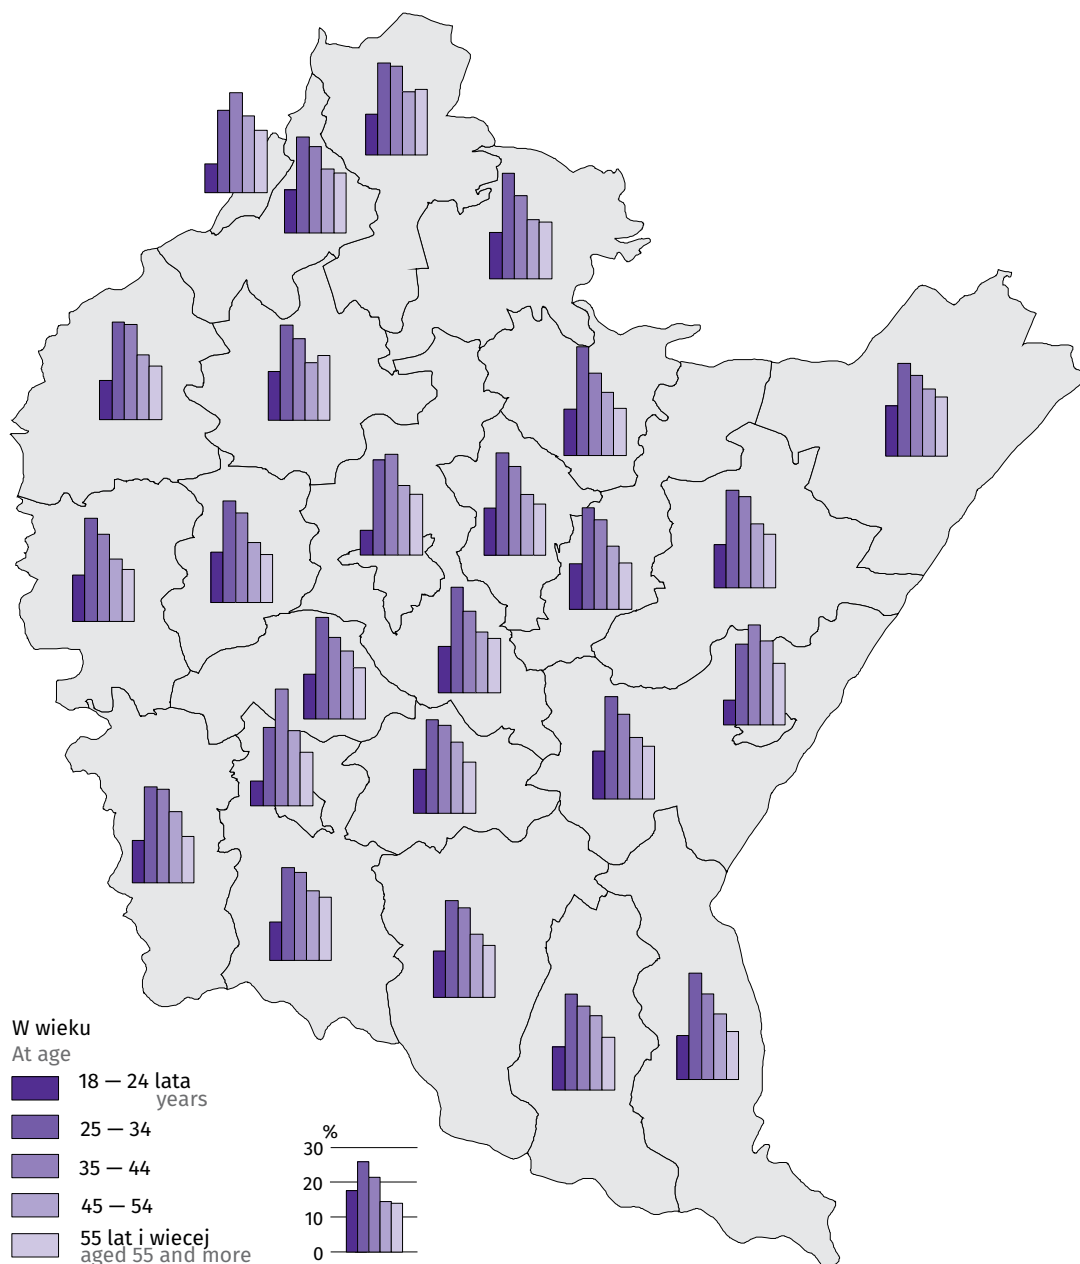 W wieku
At age
18 — 24 lata
years
25 — 34
35 — 44
45 — 54
55 lat i wiecej
aged 55 and more
%
30
20
10
0